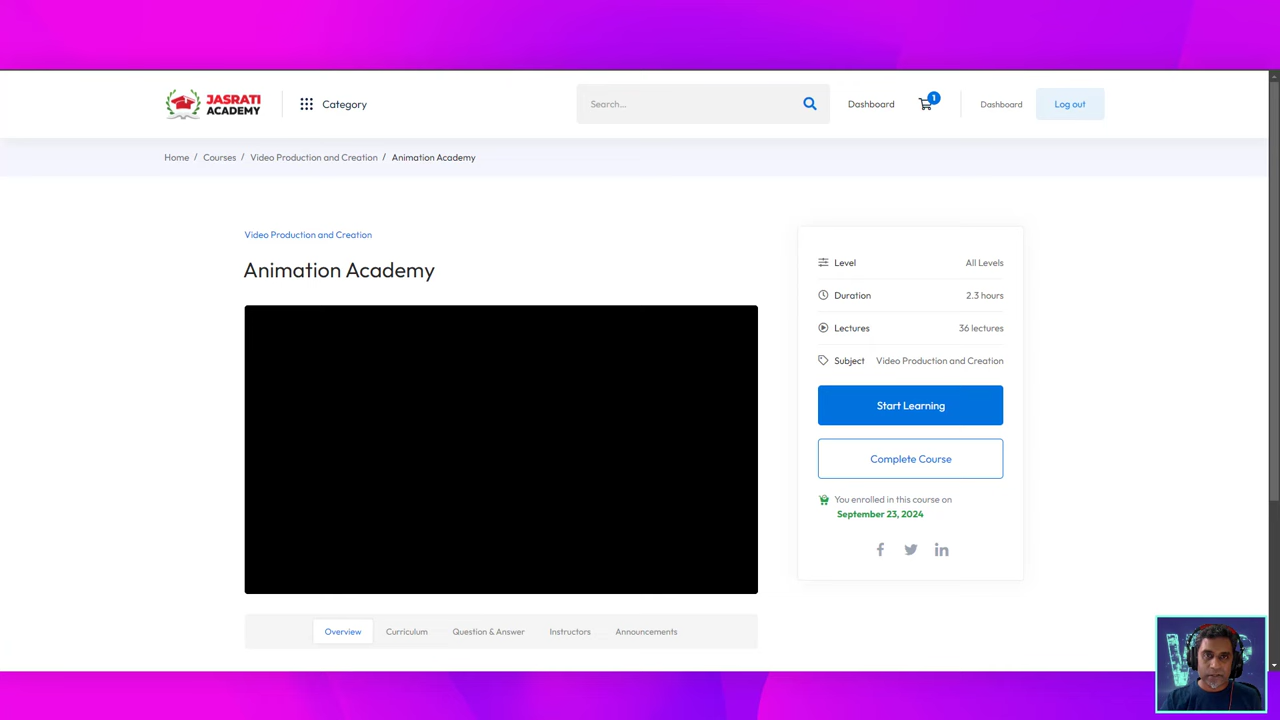 JASRATI
ACADEMY
Category
Search...
Dashboard
1
Dashboard
Log out
Home / Courses / Video Production and Creation / Animation Academy
Video Production and Creation
Animation Academy
Level All Levels
Duration 2.3 hours
Lectures 36 lectures
Subject Video Production and Creation
Start Learning
Complete Course
You enrolled in this course on
September 23, 2024
Overview
Curriculum
Question & Answer
Instructors
Announcements